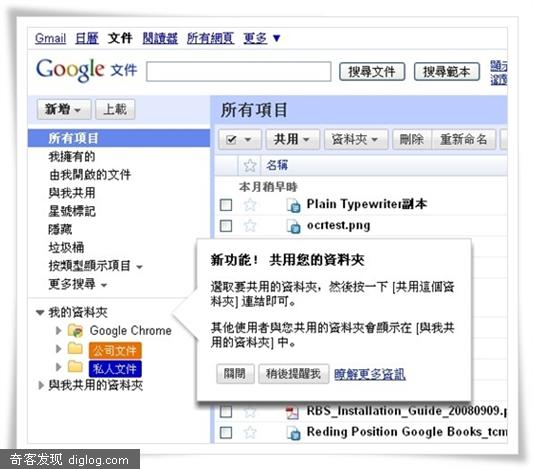 Gmail 日曆 文件 閱讀器 所有網頁 更多 ▼
Google 文件 搜尋文件 搜尋範本
新增 上載
所有項目
所有項目
我擁有的
由我開啟的文件
與我共用
星號標記
隱藏
垃圾桶
按類型顯示項目
更多搜尋
我的資料夾
Google Chrome
公司文件
私人文件
與我共用的資料夾
共用 資料夾 刪除 重新命名
名稱
本月稍早時
Plain Typewriter副本
ocrtest.png
新功能! 共用您的資料夾
選取要共用的資料夾，然後按一下 [共用這個資
料夾] 連結即可。
其他使用者與您共用的資料夾會顯示在 [與我共
用的資料夾] 中。
關閉 稍後提醒我 瞭解更多資訊
RBS_Installation_Guide_20080909.p
Reding Position Google Books_tcm
奇客发现 diglog.com